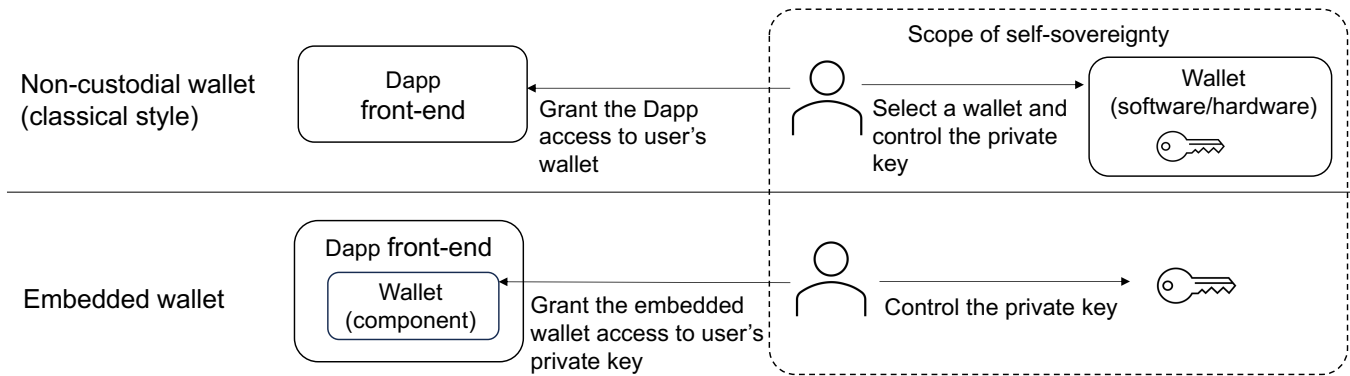 Scope of self-sovereignty
Non-custodial wallet
(classical style)
Dapp
front-end
Grant the Dapp
access to user's
wallet
Select a wallet and
control the private
key
Wallet
(software/hardware)
Embedded wallet
Dapp front-end
Wallet
(component)
Grant the embedded
wallet access to user's
private key
Control the private key